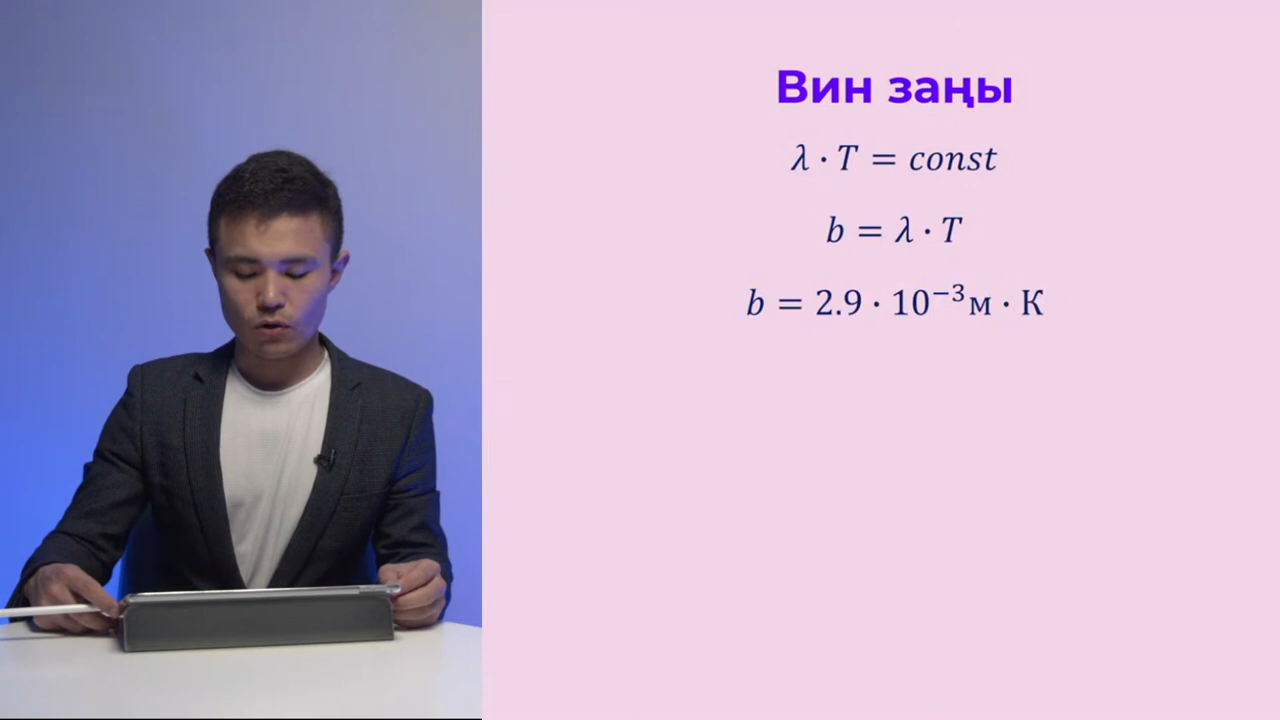 Вин заңы
λ · T = const
b = λ · T
b = 2.9 · 10⁻³м · К